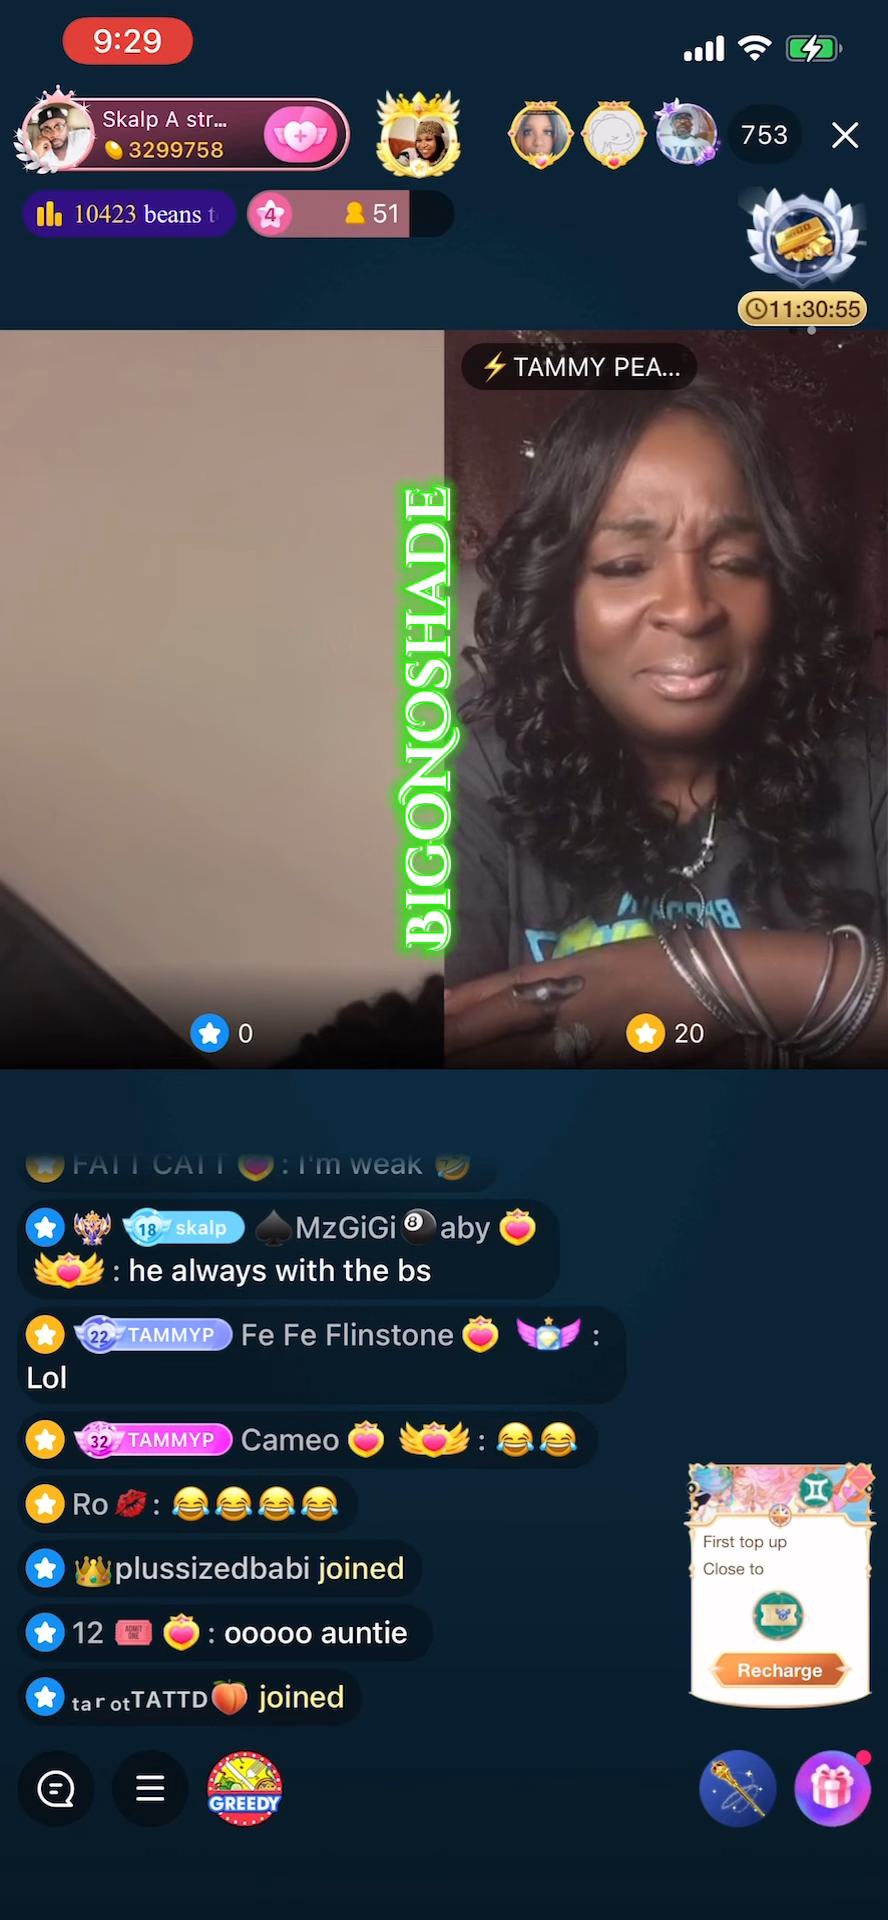 9:29
Skalp A str...
3299758
753
10423 beans t
4
51
11:30:55
TAMMY PEA...
BIGONOSHADE
0
20
FATT CATT : I'm weak 🤣
18 skalp ♠️MzGiGi🎱aby
: he always with the bs
22 TAMMYP Fe Fe Flinstone :
Lol
32 TAMMYP Cameo : 😂😂
Ro 💋: 😂😂😂😂
👑plussizedbabi joined
12 🎟️ : ooooo auntie
ₜₐᵣₒₜTATTD🍑 joined
First top up
Close to
Recharge
GREEDY